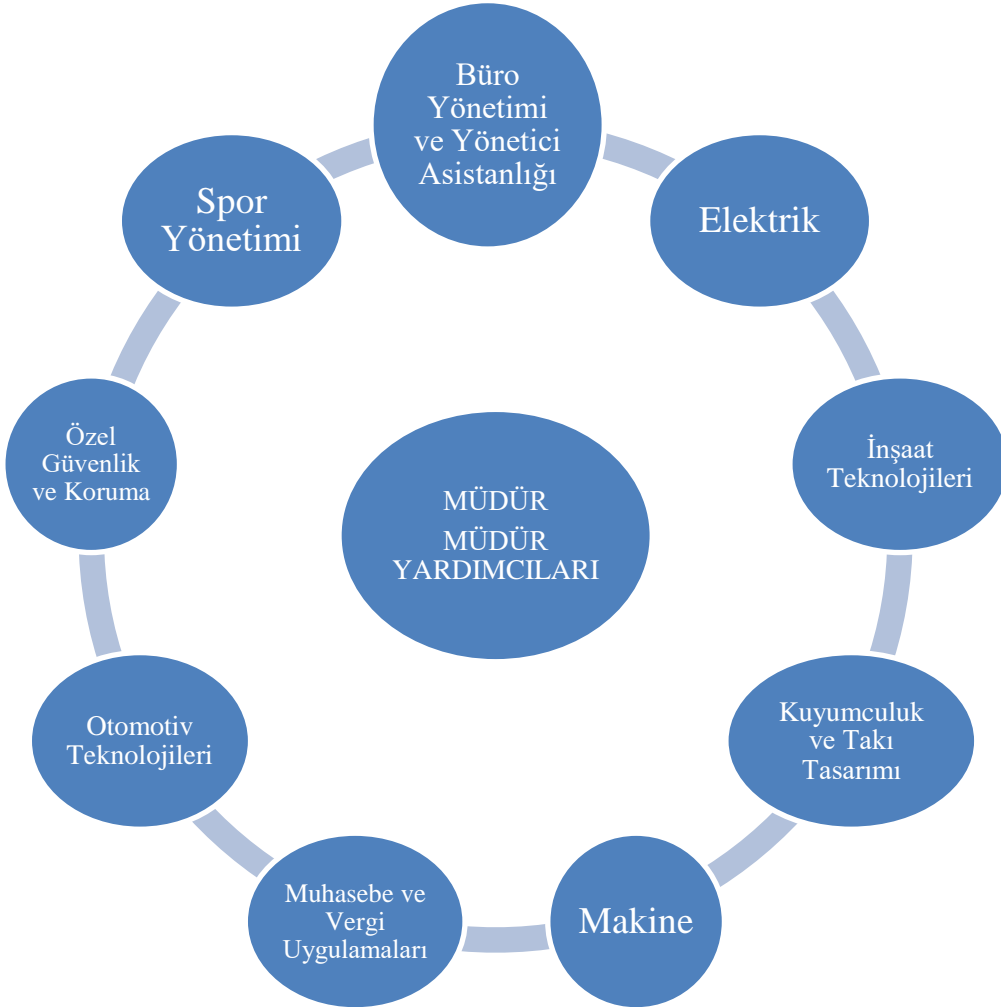 Büro
Yönetimi
ve Yönetici
Asistanlığı
Elektrik
İnşaat
Teknolojileri
Kuyumculuk
ve Takı
Tasarımı
Makine
Muhasebe ve
Vergi
Uygulamaları
Otomotiv
Teknolojileri
Özel
Güvenlik
ve Koruma
Spor
Yönetimi
MÜDÜR
MÜDÜR
YARDIMCILARI